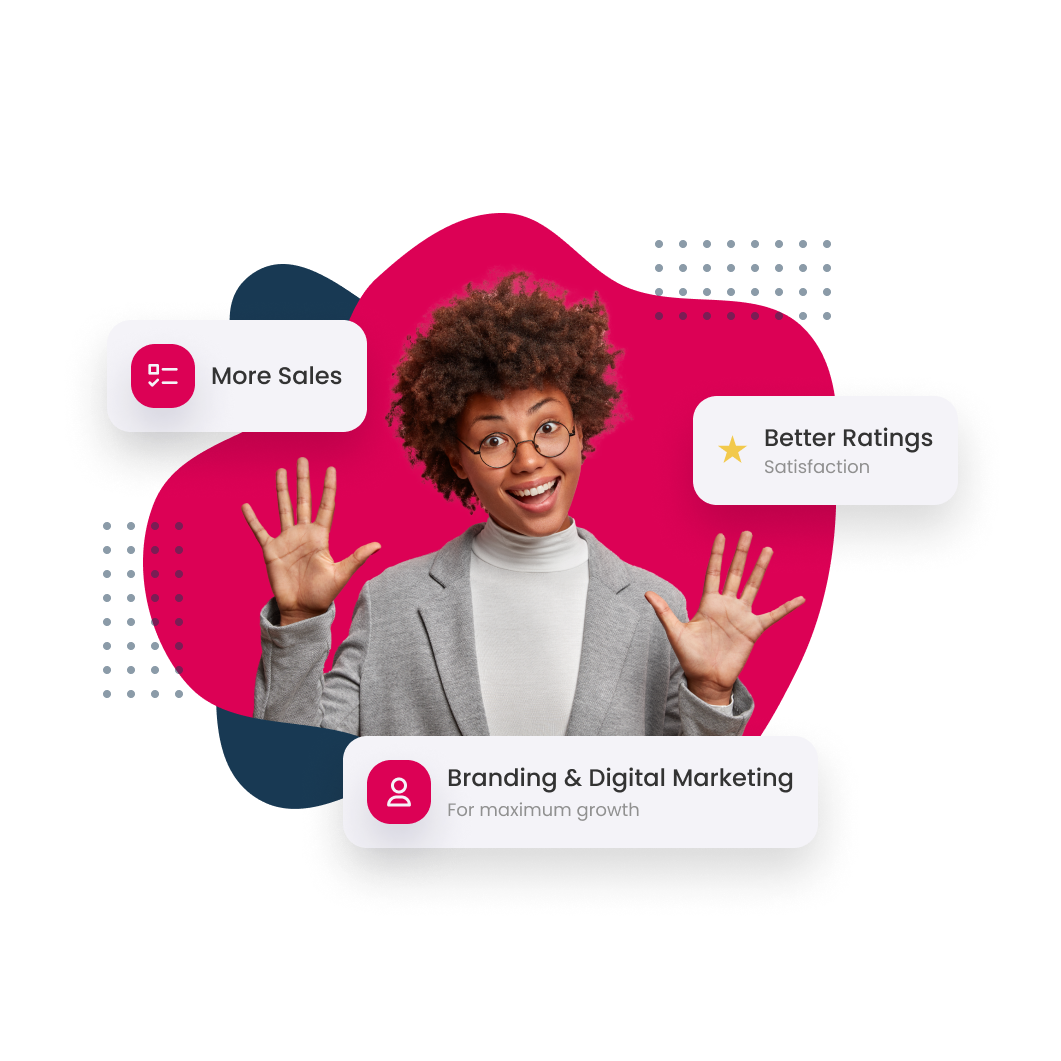 More Sales
Better Ratings
Satisfaction
Branding & Digital Marketing
For maximum growth